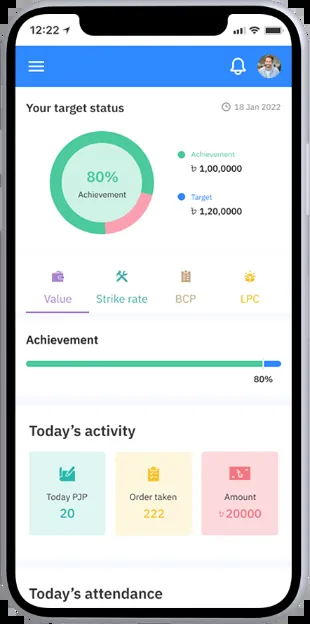 12:22
Your target status
18 Jan 2022
80%
Achievement
Achievement
৳ 1,00,0000
Target
৳ 1,20,0000
Value
Strike rate
BCP
LPC
Achievement
80%
Today's activity
Today PJP
20
Order taken
222
Amount
৳ 20000
Today's attendance